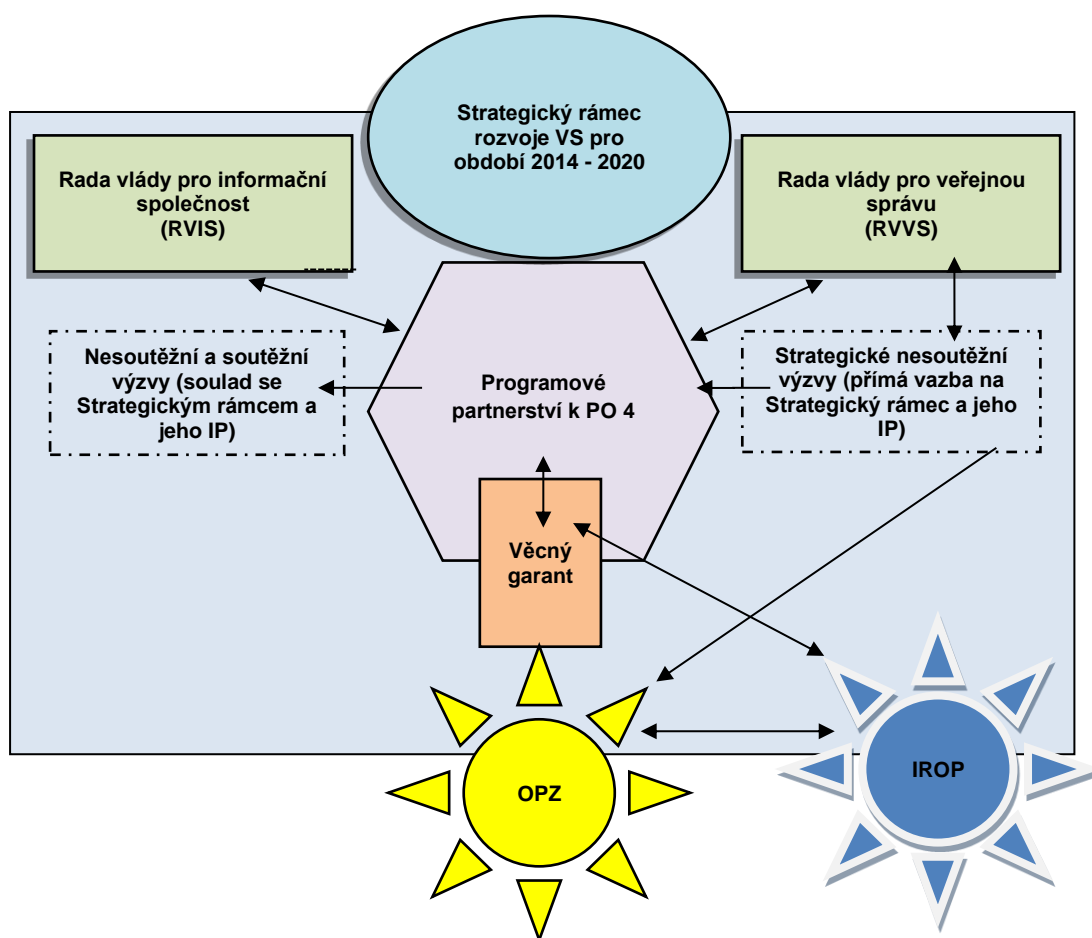 Strategický rámec
rozvoje VS pro
období 2014 - 2020
Rada vlády pro informační
společnost
(RVIS)
Rada vlády pro veřejnou
správu
(RVVS)
Nesoutěžní a soutěžní
výzvy (soulad se
Strategickým rámcem a
jeho IP)
Programové
partnerství k PO 4
Strategické nesoutěžní
výzvy (přímá vazba na
Strategický rámec a jeho
IP)
Věcný
garant
OPZ
IROP